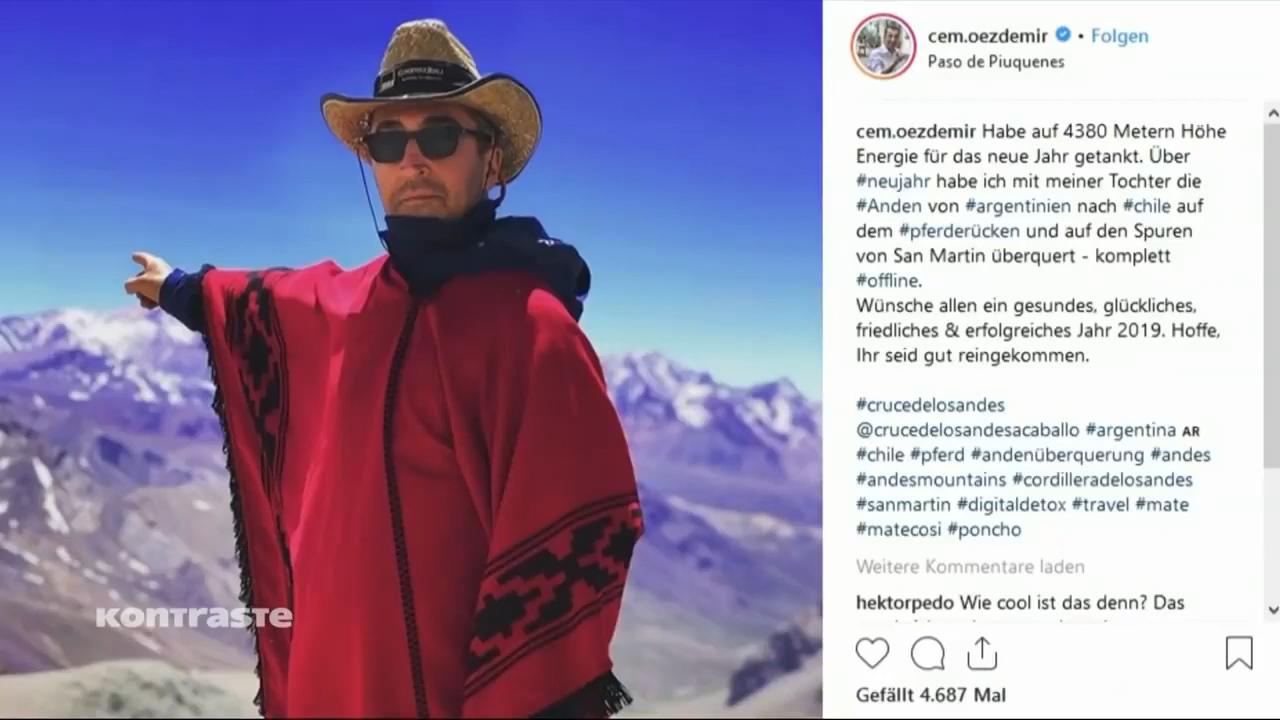 cem.oezdemir • Folgen
Paso de Piuquenes
cem.oezdemir Habe auf 4380 Metern Höhe
Energie für das neue Jahr getankt. Über
#neujahr habe ich mit meiner Tochter die
#Anden von #argentinien nach #chile auf
dem #pferderücken und auf den Spuren
von San Martin überquert - komplett
#offline.
Wünsche allen ein gesundes, glückliches,
friedliches & erfolgreiches Jahr 2019. Hoffe,
Ihr seid gut reingekommen.
#crucedelosandes
@crucedelosandesacaballo #argentina AR
#chile #pferd #andenüberquerung #andes
#andesmountains #cordilleradelosandes
#sanmartin #digitaldetox #travel #mate
#matecosi #poncho
Weitere Kommentare laden
hektorpedo Wie cool ist das denn? Das
Gefällt 4.687 Mal
KONTRASTE